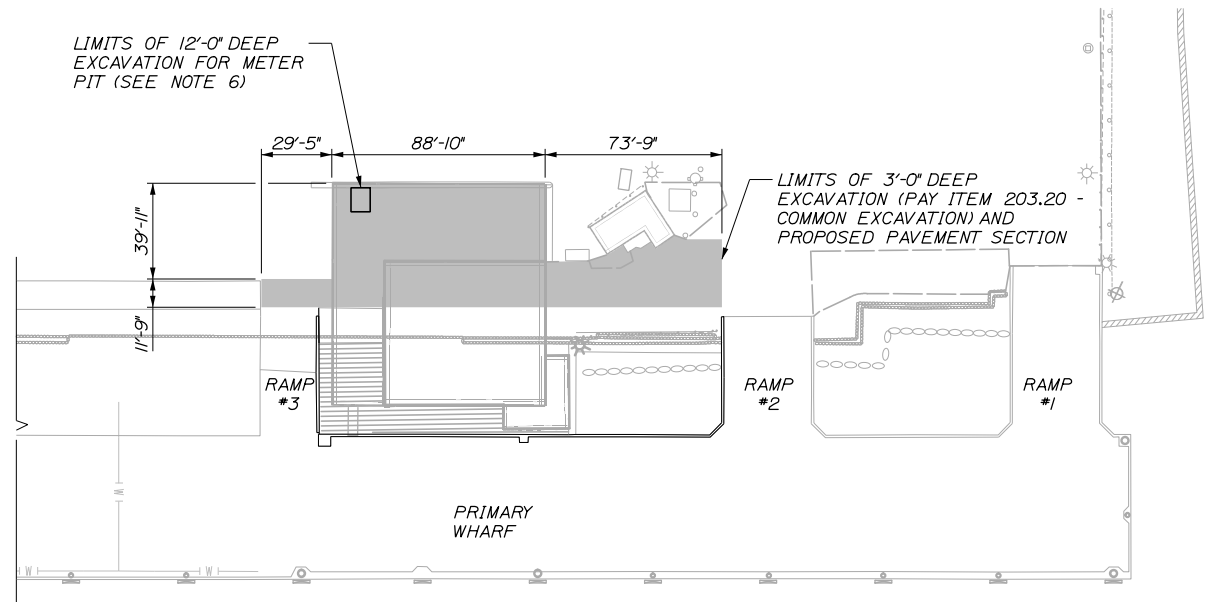 LIMITS OF 12'-0" DEEP
EXCAVATION FOR METER
PIT (SEE NOTE 6)
29'-5"
88'-10"
73'-9"
LIMITS OF 3'-0" DEEP
EXCAVATION (PAY ITEM 203.20 -
COMMON EXCAVATION) AND
PROPOSED PAVEMENT SECTION
39'-11"
11'-9"
RAMP
#3
RAMP
#2
RAMP
#1
W
PRIMARY
WHARF
W
W